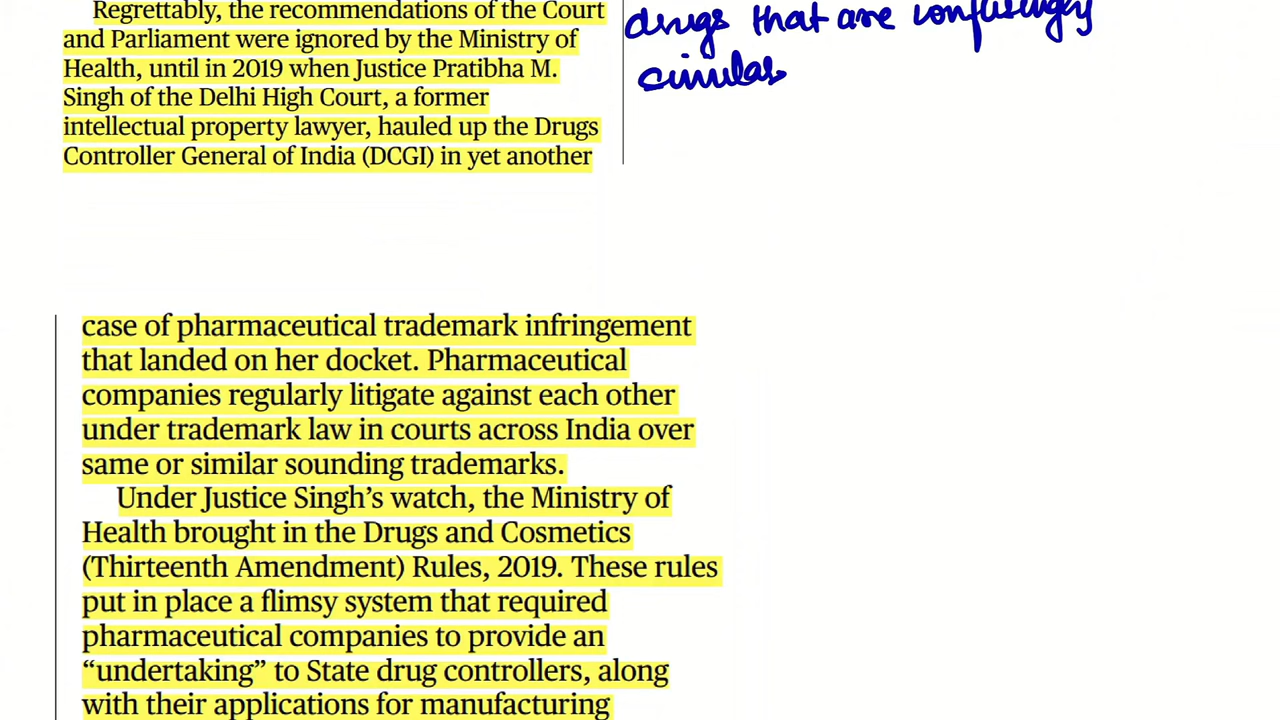 Regrettably, the recommendations of the Court
and Parliament were ignored by the Ministry of
Health, until in 2019 when Justice Pratibha M.
Singh of the Delhi High Court, a former
intellectual property lawyer, hauled up the Drugs
Controller General of India (DCGI) in yet another
drugs that are confusingly
similar
case of pharmaceutical trademark infringement
that landed on her docket. Pharmaceutical
companies regularly litigate against each other
under trademark law in courts across India over
same or similar sounding trademarks.
Under Justice Singh’s watch, the Ministry of
Health brought in the Drugs and Cosmetics
(Thirteenth Amendment) Rules, 2019. These rules
put in place a flimsy system that required
pharmaceutical companies to provide an
“undertaking” to State drug controllers, along
with their applications for manufacturing